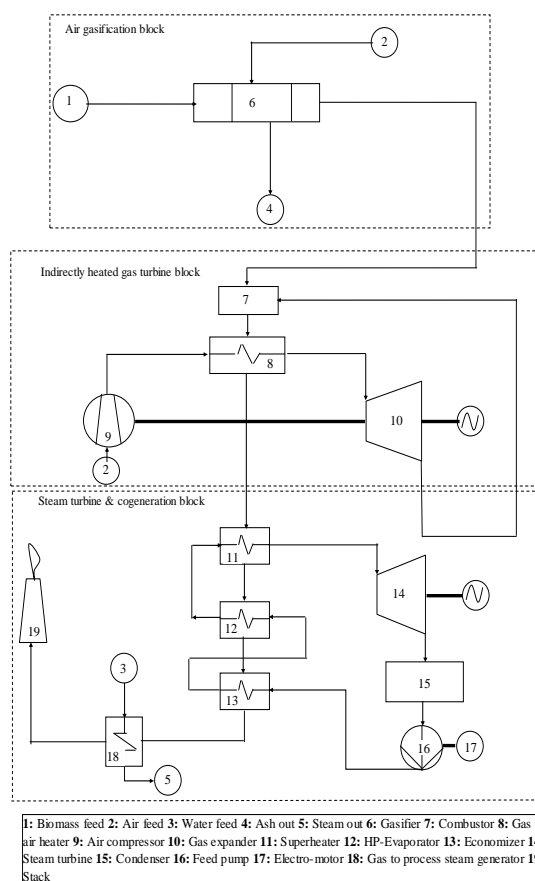 Air gasification block
2
1
6
4
Indirectly heated gas turbine block
7
8
10
9
2
Steam turbine & cogeneration block
11
14
12
19
3
13
15
16
17
18
5
1: Biomass feed 2: Air feed 3: Water feed 4: Ash out 5: Steam out 6: Gasifier 7: Combustor 8: Gas
air heater 9: Air compressor 10: Gas expander 11: Superheater 12: HP-Evaporator 13: Economizer 14
Steam turbine 15: Condenser 16: Feed pump 17: Electro-motor 18: Gas to process steam generator 19
Stack